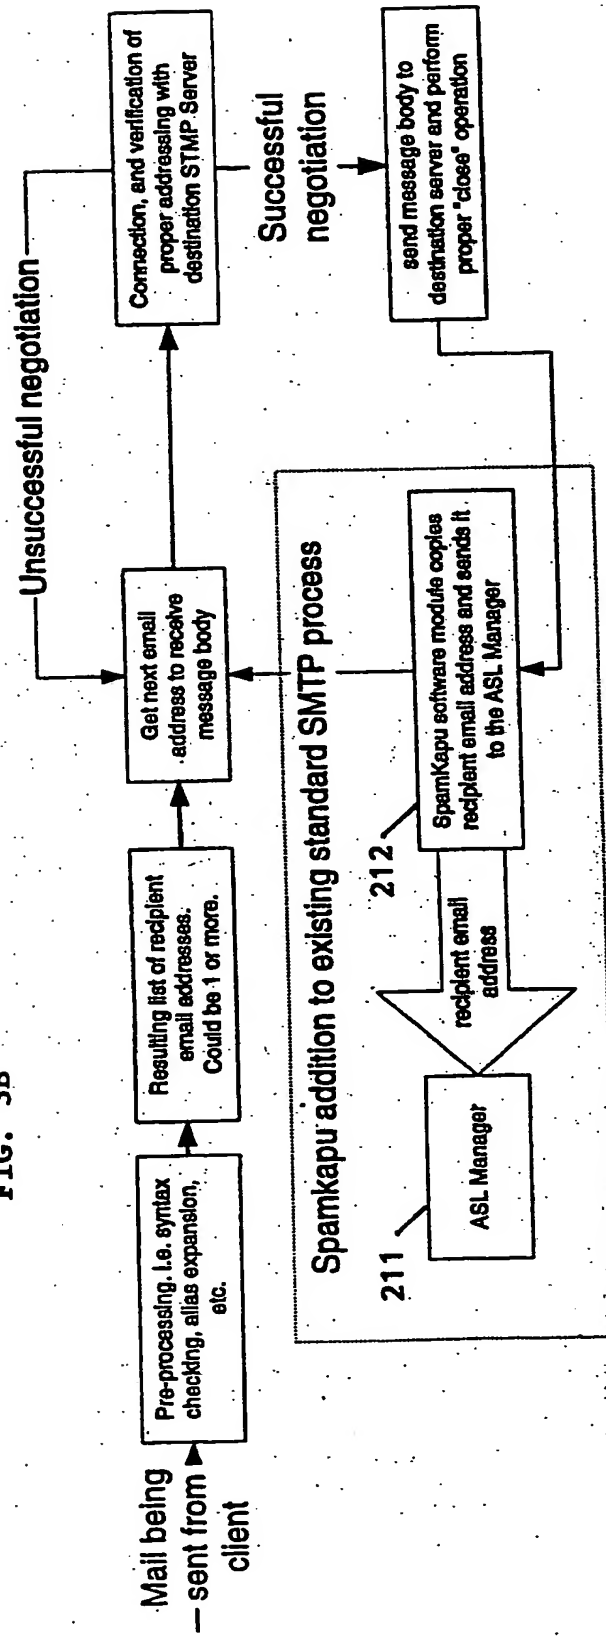 FIG. 3B
Mail being
sent from
client
Pre-processing. i.e. syntax
checking, alias expansion,
etc.
Resulting list of recipient
email addresses.
Could be 1 or more.
Get next email
address to receive
message body
Unsuccessful negotiation
Connection, and verification of
proper addressing with
destination STMP Server
Successful
negotiation
send message body to
destination server and perform
proper "close" operation
Spamkapu addition to existing standard SMTP process
212
SpamKapu software module copies
recipient email address and sends it
to the ASL Manager
recipient email
address
211
ASL Manager